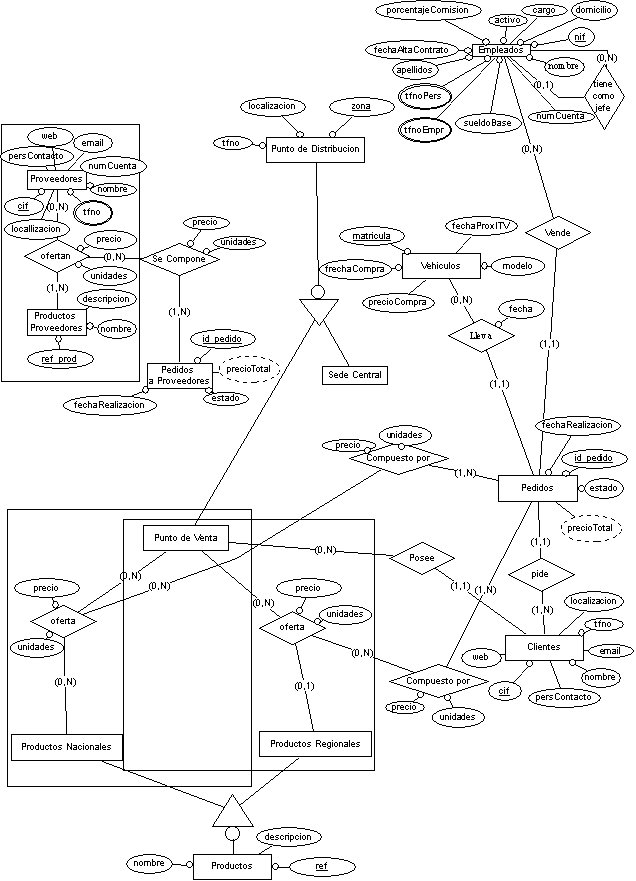 porcentajeComision
activo
cargo
domicilio
nif
fechaAltaContrato
Empleados
(0,N)
apellidos
nombre
(0,1)
tiene
como
jefe
tfnoPers
tfnoEmpr
sueldoBase
numCuenta
localizacion
zona
tfno
Punto de Distribucion
(0,N)
web
email
persContacto
numCuenta
Proveedores
nombre
cif
(0,N)
tfno
locallizacion
precio
ofertan
(0,N)
unidades
(1,N)
descripcion
Productos
Proveedores
nombre
ref_prod
precio
unidades
Se Compone
(1,N)
id_pedido
Pedidos
a Proveedores
precioTotal
fechaRealizacion
estado
Vende
matricula
fechaProxITV
frechaCompra
Vehiculos
modelo
precioCompra
(0,N)
fecha
Lleva
(1,1)
(1,1)
Sede Central
fechaRealizacion
unidades
precio
Compuesto por
(1,N)
id_pedido
Pedidos
estado
precioTotal
Punto de Venta
(0,N)
Posee
(1,1)
(1,1)
(1,N)
pide
(1,N)
(0,N)
(0,N)
precio
oferta
unidades
(0,N)
(0,N)
precio
unidades
oferta
(0,N)
(0,1)
localizacion
tfno
Clientes
email
web
nombre
cif
persContacto
Compuesto por
precio
unidades
Productos Nacionales
Productos Regionales
descripcion
nombre
Productos
ref